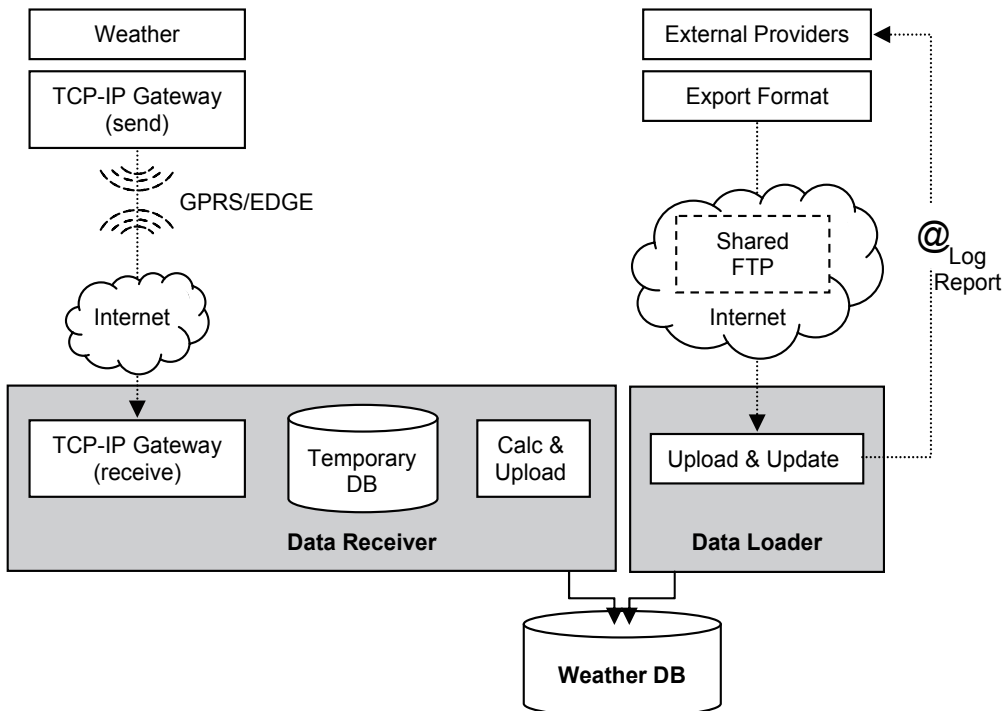 Weather
TCP-IP Gateway
(send)
GPRS/EDGE
Internet
TCP-IP Gateway
(receive)
Temporary
DB
Calc &
Upload
Data Receiver
External Providers
Export Format
Shared
FTP
Internet
@
Log
Report
Upload & Update
Data Loader
Weather DB